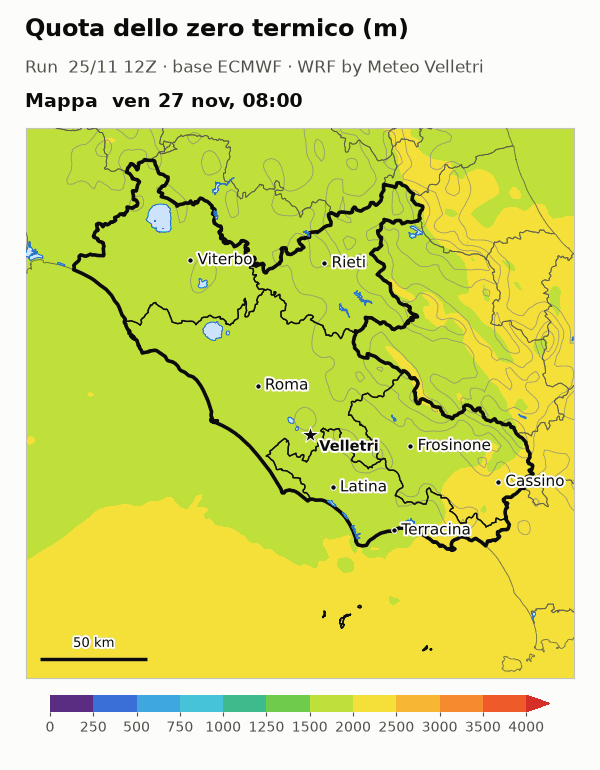 Quota dello zero termico (m)
Run  25/11 12Z · base ECMWF · WRF by Meteo Velletri
Mappa  ven 27 nov, 08:00
Viterbo
Rieti
Roma
Velletri
Frosinone
Latina
Cassino
Terracina
50 km
0 250 500 750 1000 1250 1500 2000 2500 3000 3500 4000